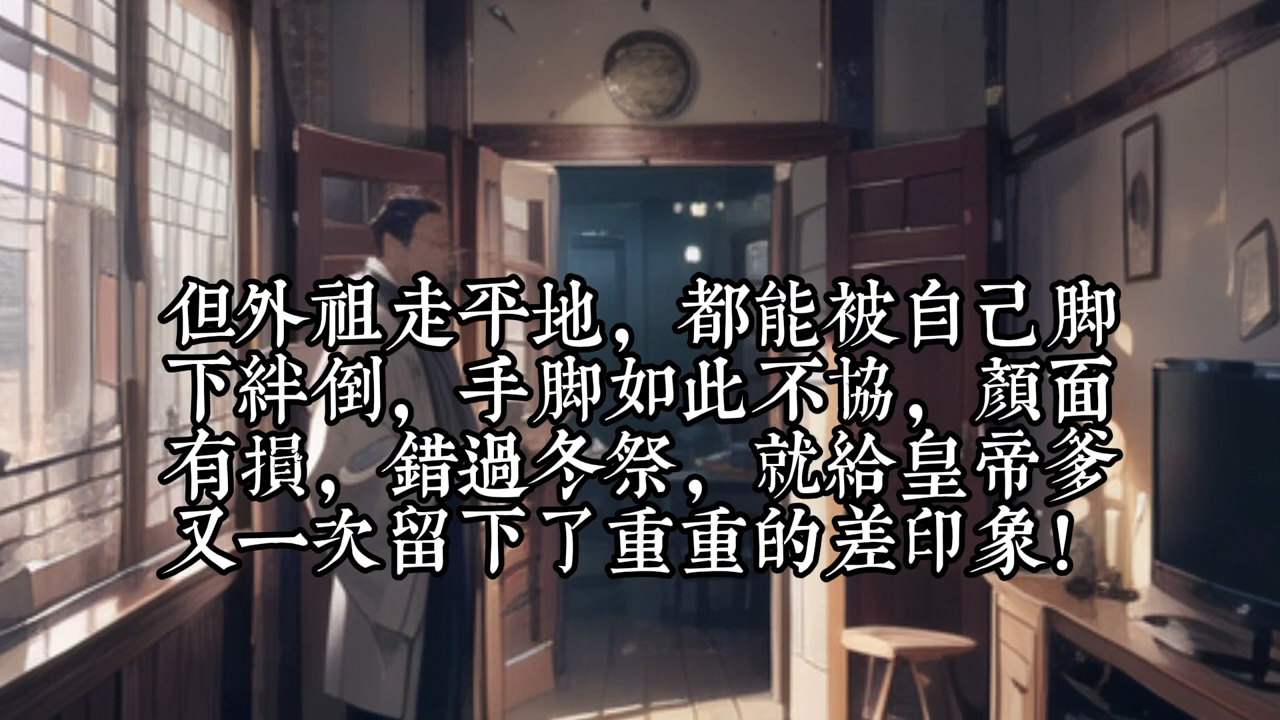 但外祖走平地，都能被自己脚
下絆倒，手脚如此不協，顏面
有損，錯過冬祭，就給皇帝爹
又一次留下了重重的差印象！